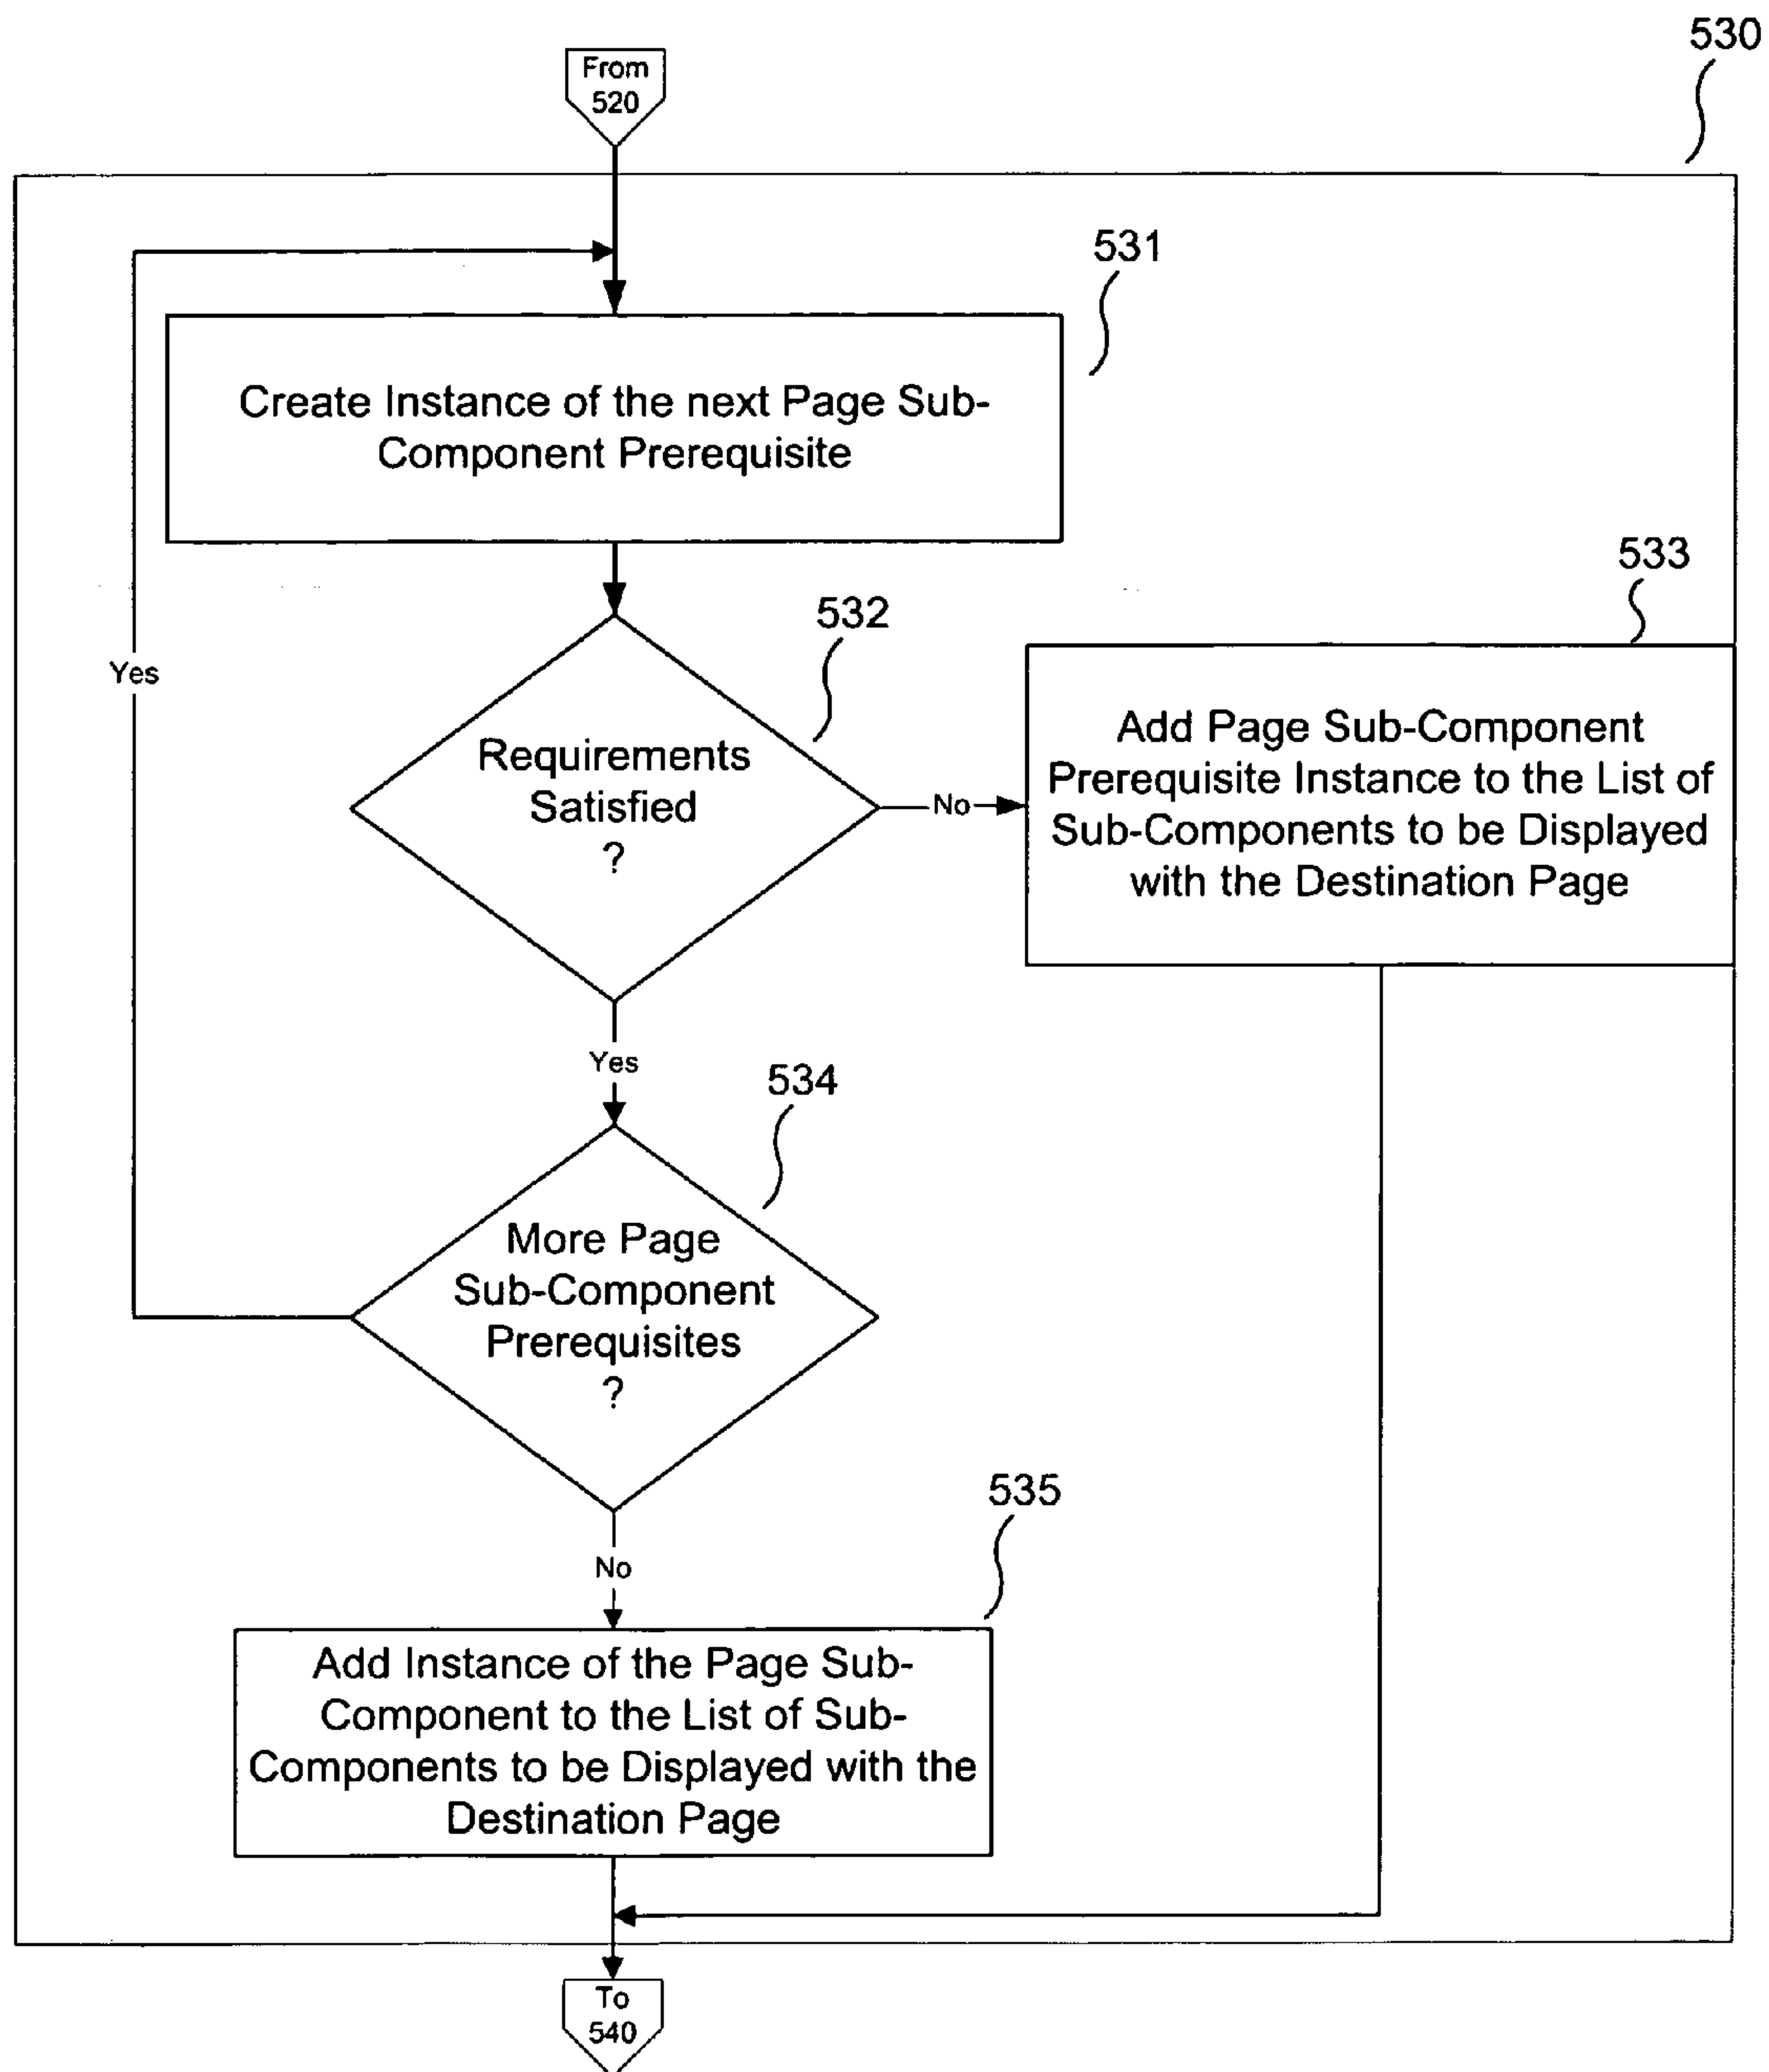 530
From
520
531
Create Instance of the next Page Sub-
Component Prerequisite
532
533
Yes
Requirements
Satisfied
?
No
Add Page Sub-Component
Prerequisite Instance to the List of
Sub-Components to be Displayed
with the Destination Page
Yes
534
More Page
Sub-Component
Prerequisites
?
535
No
Add Instance of the Page Sub-
Component to the List of Sub-
Components to be Displayed with the
Destination Page
To
540